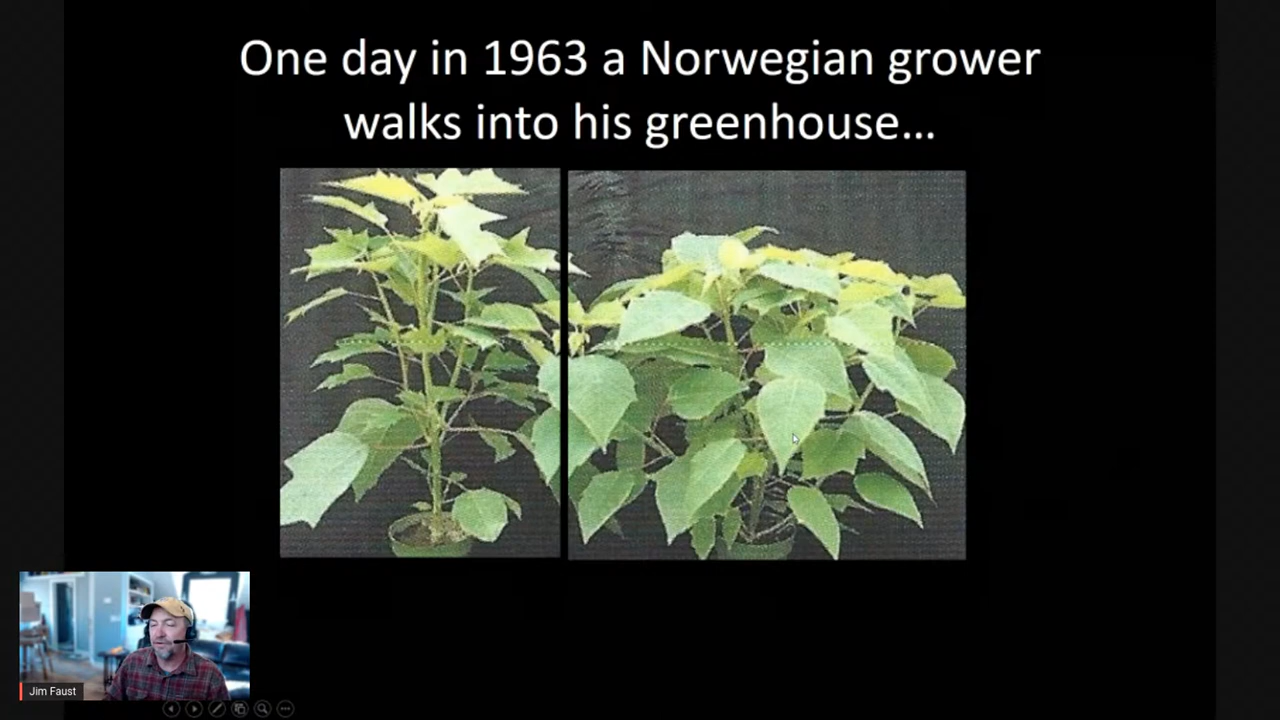 One day in 1963 a Norwegian grower
walks into his greenhouse...
Jim Faust